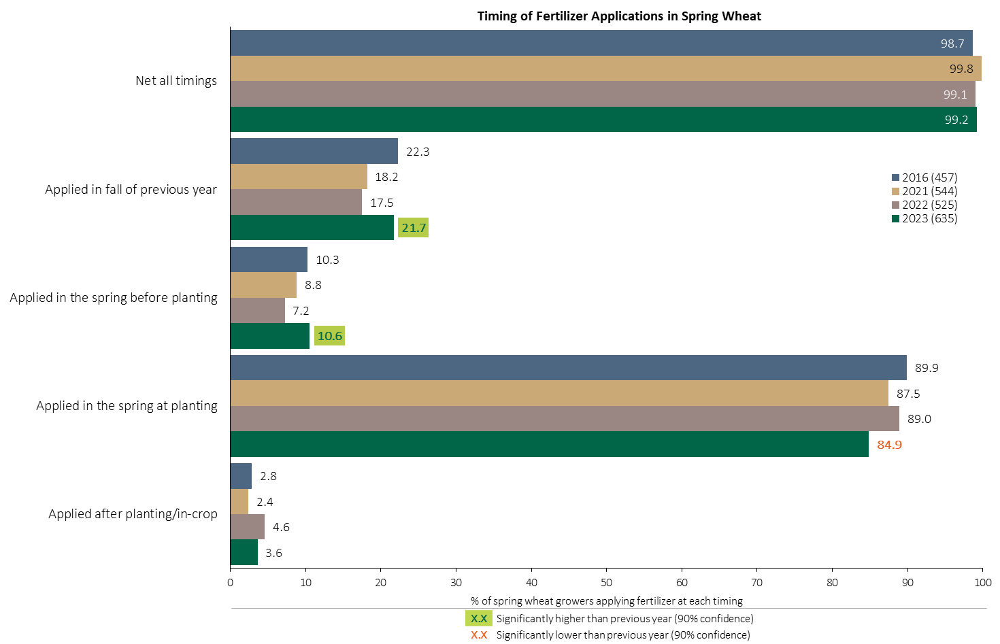 Timing of Fertilizer Applications in Spring Wheat
Net all timings
98.7
99.8
99.1
99.2
Applied in fall of previous year
22.3
18.2
17.5
21.7
2016 (457)
2021 (544)
2022 (525)
2023 (635)
Applied in the spring before planting
10.3
8.8
7.2
10.6
Applied in the spring at planting
89.9
87.5
89.0
84.9
Applied after planting/in-crop
2.8
2.4
4.6
3.6
0 10 20 30 40 50 60 70 80 90 100
% of spring wheat growers applying fertilizer at each timing
X.X Significantly higher than previous year (90% confidence)
X.X Significantly lower than previous year (90% confidence)